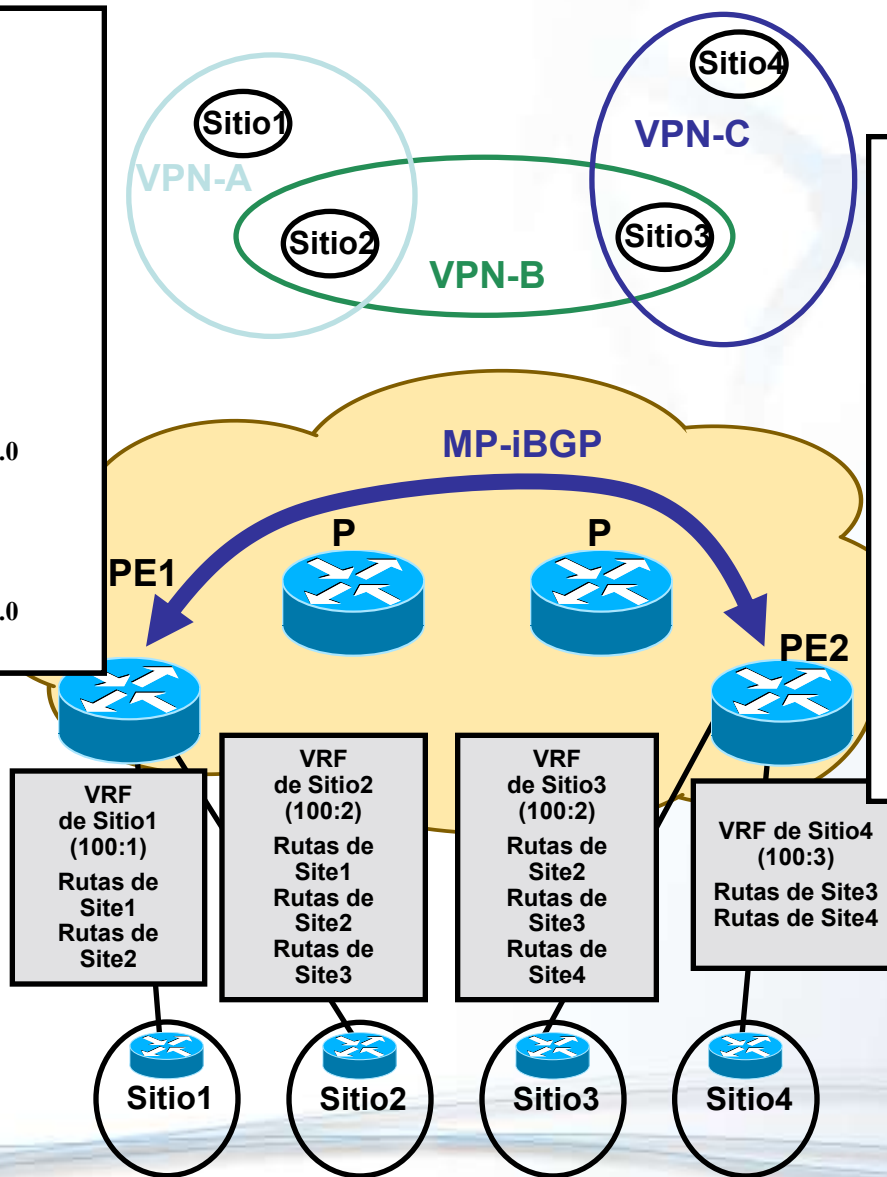 Sitio4
Sitio1
VPN-C
VPN-A
Sitio2
Sitio3
VPN-B
.0
MP-iBGP
P
P
PE1
.0
PE2
VRF
de Sitio1
(100:1)
Rutas de
Site1
Rutas de
Site2
VRF
de Sitio2
(100:2)
Rutas de
Site1
Rutas de
Site2
Rutas de
Site3
VRF
de Sitio3
(100:2)
Rutas de
Site2
Rutas de
Site3
Rutas de
Site4
VRF de Sitio4
(100:3)
Rutas de Site3
Rutas de Site4
Sitio1
Sitio2
Sitio3
Sitio4